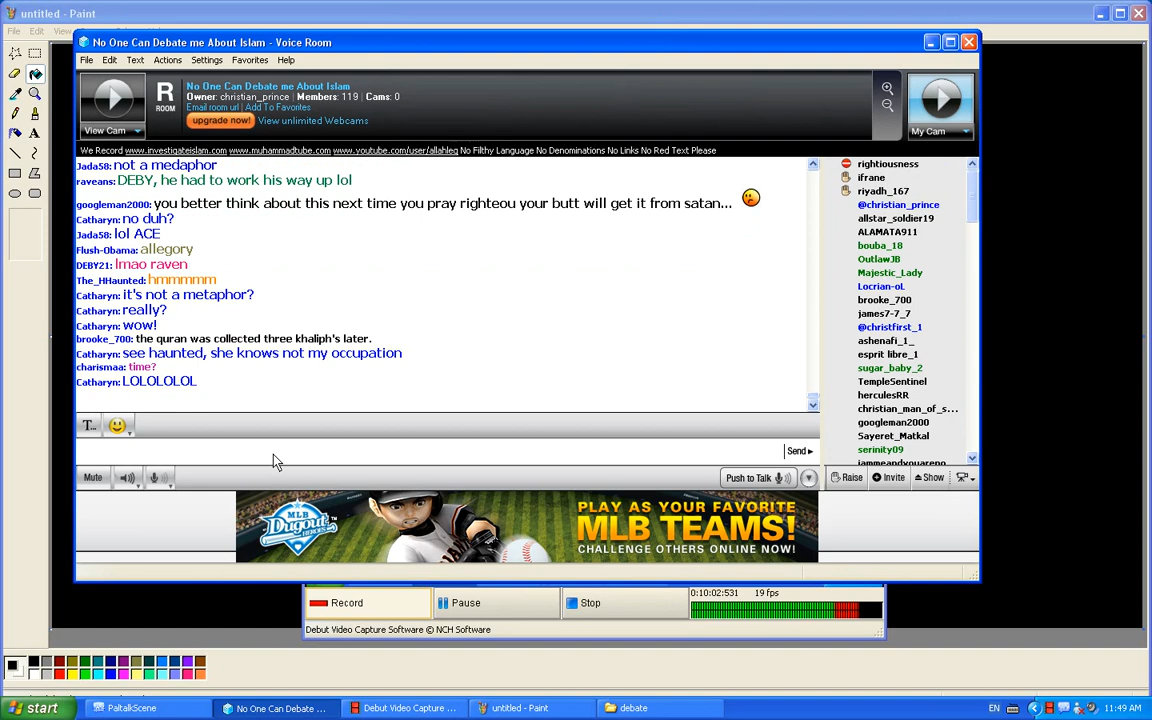 untitled - Paint
File Edit View
No One Can Debate me About Islam - Voice Room
File Edit Text Actions Settings Favorites Help
View Cam
R
ROOM
No One Can Debate me About Islam
Owner: christian_prince | Members: 119 | Cams: 0
Email room url | Add To Favorites
upgrade now! View unlimited Webcams
My Cam
We Record www.investigateislam.com www.muhammadtube.com www.youtube.com/user/allahleq No Filthy Language No Denominations No Links No Red Text Please
Jada58: not a medaphor
raveans: DEBY, he had to work his way up lol
googleman2000: you better think about this next time you pray righteou your butt will get it from satan...
Catharyn: no duh?
Jada58: lol ACE
Flush-Obama: allegory
DEBY21: lmao raven
The_HHaunted: hmmmmm
Catharyn: it's not a metaphor?
Catharyn: really?
Catharyn: wow!
brooke_700: the quran was collected three khaliph's later.
Catharyn: see haunted, she knows not my occupation
charismaa: time?
Catharyn: LOLOLOLOL
rightiousness
ifrane
riyadh_167
@christian_prince
allstar_soldier19
ALAMATA911
bouba_18
OutlawJB
Majestic_Lady
Locrian-oL
brooke_700
james7-7_7
@christfirst_1
ashenafi_1_
esprit libre_1
sugar_baby_2
TempleSentinel
herculesRR
christian_man_of_s...
googleman2000
Sayeret_Matkal
serinity09
iammeandyouareno
T...
Send
Mute
Push to Talk
Raise Invite Show
MLB Dugout HEROES
PLAY AS YOUR FAVORITE
MLB TEAMS!
CHALLENGE OTHERS ONLINE NOW!
Record Pause Stop
0:10:02:531 19 fps
Debut Video Capture Software © NCH Software
start PaltalkScene No One Can Debate ... Debut Video Capture ... untitled - Paint debate EN 11:49 AM